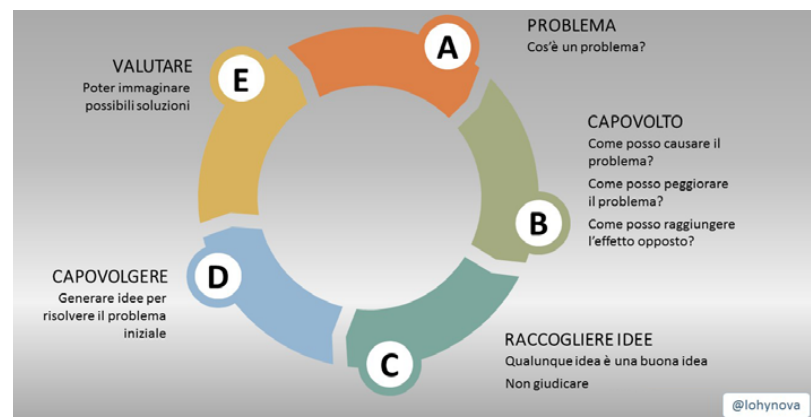 A
PROBLEMA
Cos'è un problema?
B
CAPOVOLTO
Come posso causare il
problema?
Come posso peggiorare
il problema?
Come posso raggiungere
l'effetto opposto?
C
RACCOGLIERE IDEE
Qualunque idea è una buona idea
Non giudicare
D
CAPOVOLGERE
Generare idee per
risolvere il problema
iniziale
E
VALUTARE
Poter immaginare
possibili soluzioni
@lohynova